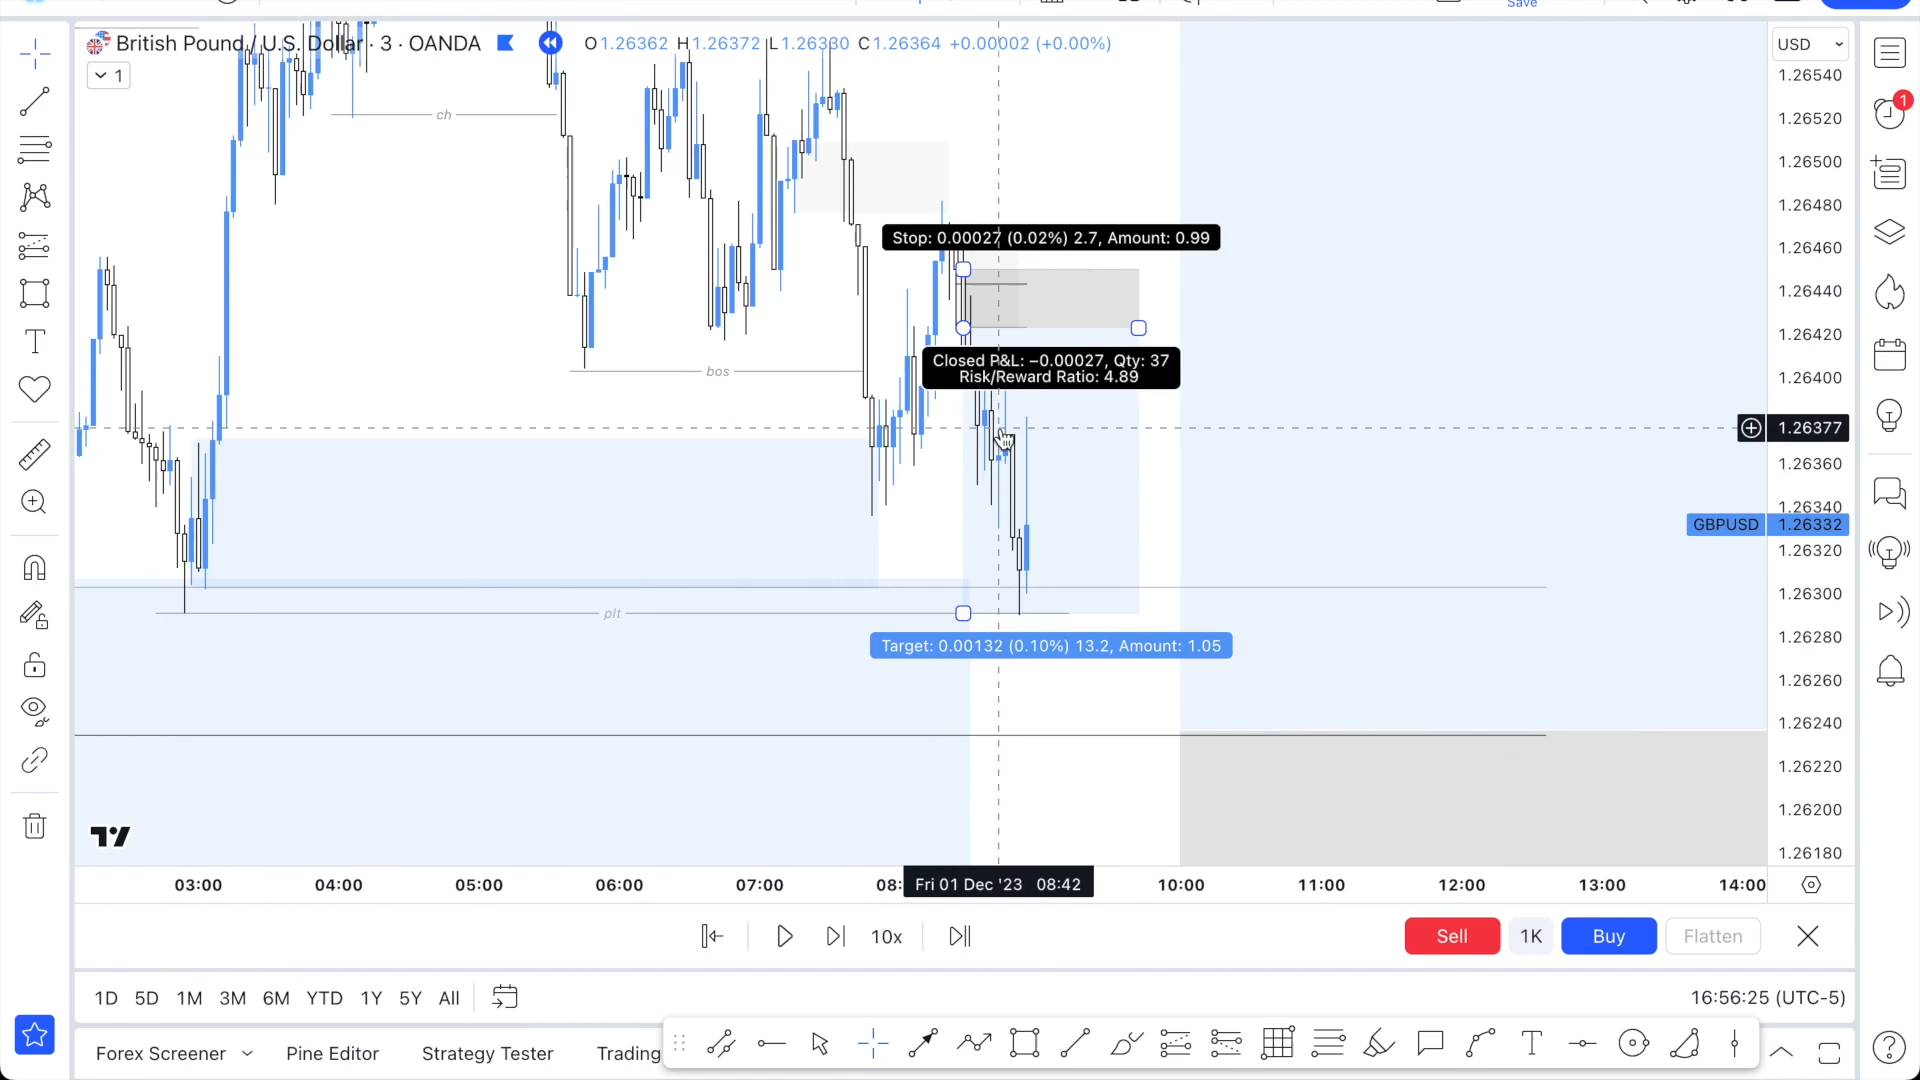 Save
British Pound / U.S. Dollar · 3 · OANDA O1.26362 H1.26372 L1.26330 C1.26364 +0.00002 (+0.00%)
1
USD
1.26540
1.26520
1.26500
1.26480
1.26460
1.26440
1.26420
1.26400
1.26377
1.26360
1.26340
GBPUSD 1.26332
1.26320
1.26300
1.26280
1.26260
1.26240
1.26220
1.26200
1.26180
1
ch
Stop: 0.00027 (0.02%) 2.7, Amount: 0.99
Closed P&L: −0.00027, Qty: 37
Risk/Reward Ratio: 4.89
bos
plt
Target: 0.00132 (0.10%) 13.2, Amount: 1.05
03:00 04:00 05:00 06:00 07:00 08: Fri 01 Dec '23 08:42 10:00 11:00 12:00 13:00 14:00
10x
Sell 1K Buy Flatten
1D 5D 1M 3M 6M YTD 1Y 5Y All
16:56:25 (UTC-5)
Forex Screener Pine Editor Strategy Tester Trading